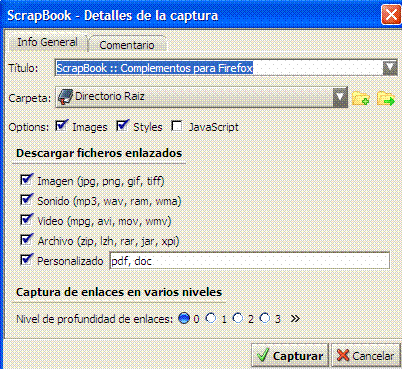 ScrapBook - Detalles de la captura
Info General Comentario
Título: ScrapBook :: Complementos para Firefox
Carpeta: Directorio Raiz
Options: Images Styles JavaScript
Descargar ficheros enlazados
Imagen (jpg, png, gif, tiff)
Sonido (mp3, wav, ram, wma)
Video (mpg, avi, mov, wmv)
Archivo (zip, lzh, rar, jar, xpi)
Personalizado pdf, doc
Captura de enlaces en varios niveles
Nivel de profundidad de enlaces: 0 1 2 3 »
Capturar Cancelar